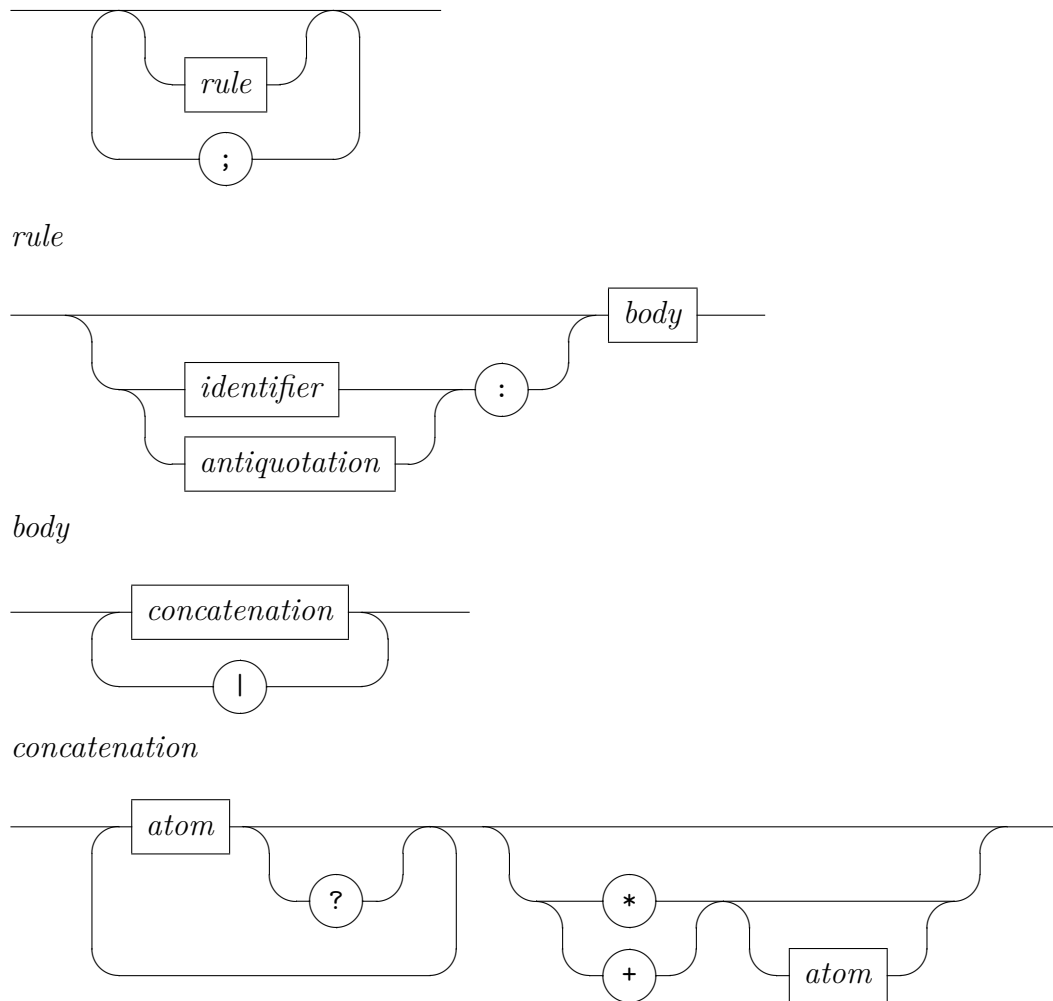 rule
;
rule
body
identifier :
antiquotation
body
concatenation
|
concatenation
atom
? * 
+ atom